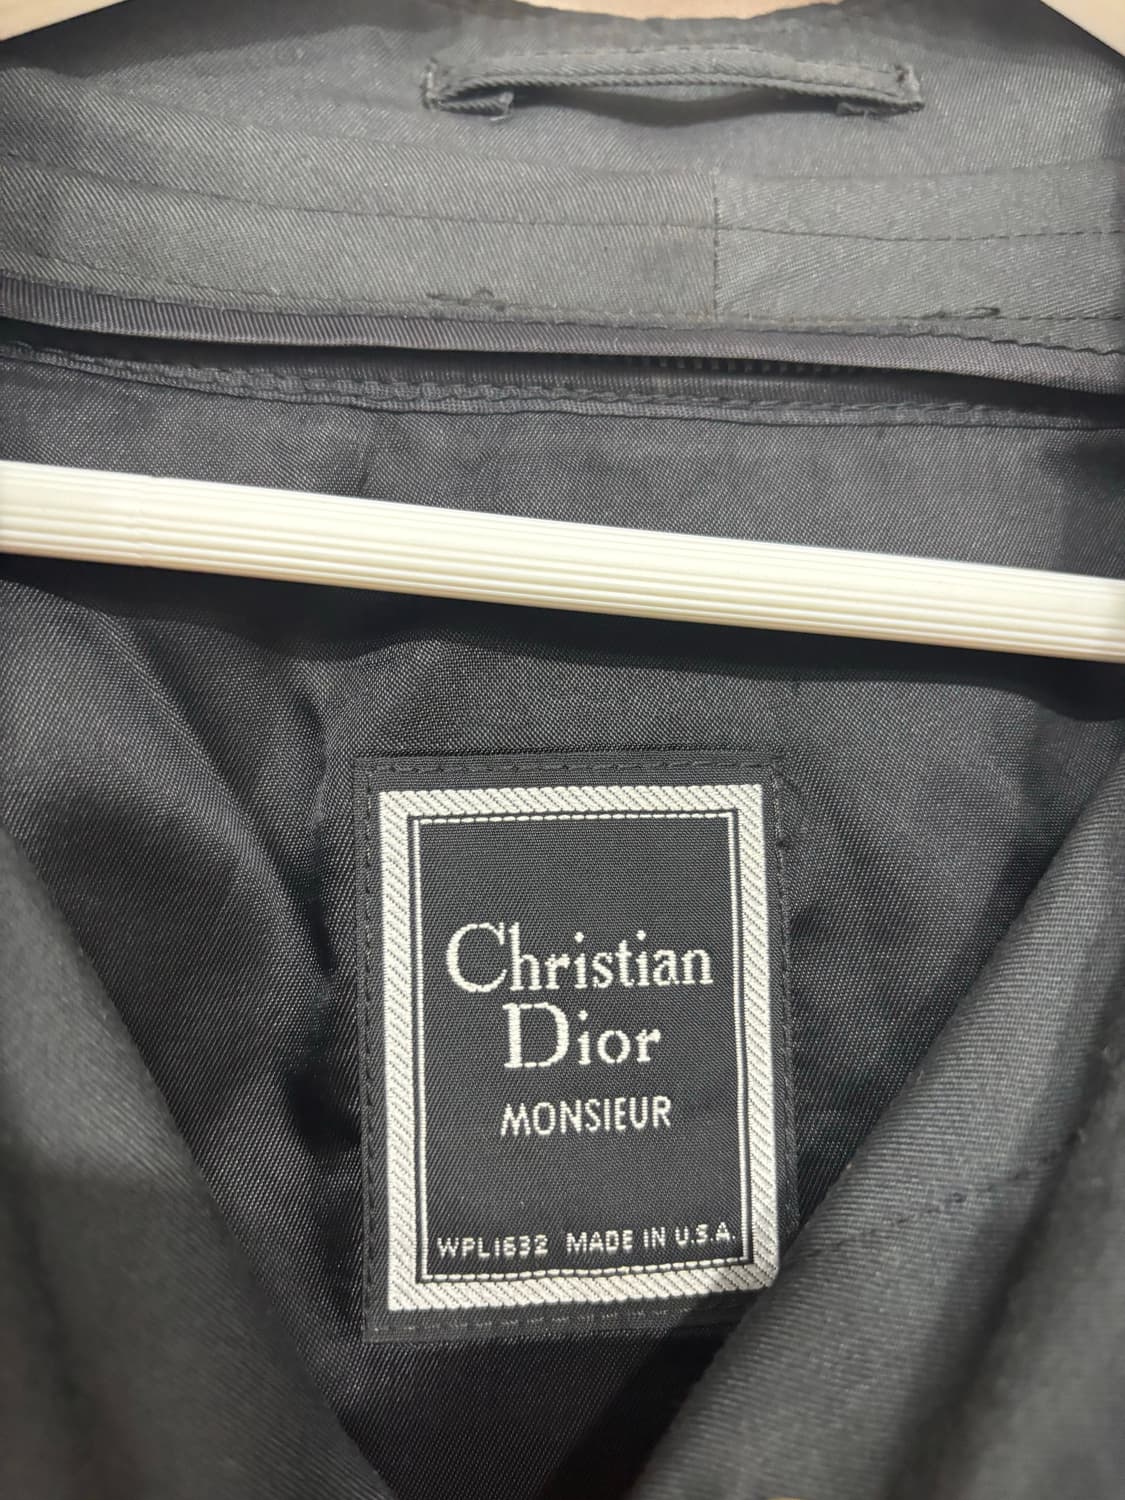 Christian
Dior
MONSIEUR
WPL1632 MADE IN U.S.A.